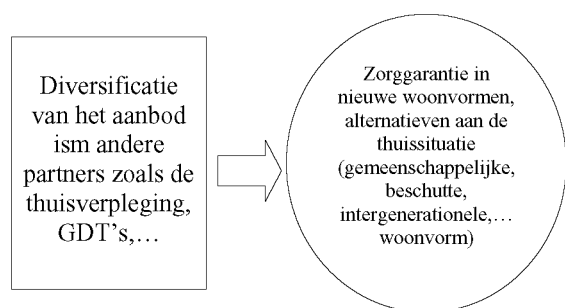 Diversificatie
van het aanbod
ism andere
partners zoals de
thuisverpleging,
GDT's,…
Zorggarantie in
nieuwe woonvormen,
alternatieven aan de
thuissituatie
(gemeenschappelijke,
beschutte,
intergenerationele,…
woonvorm)